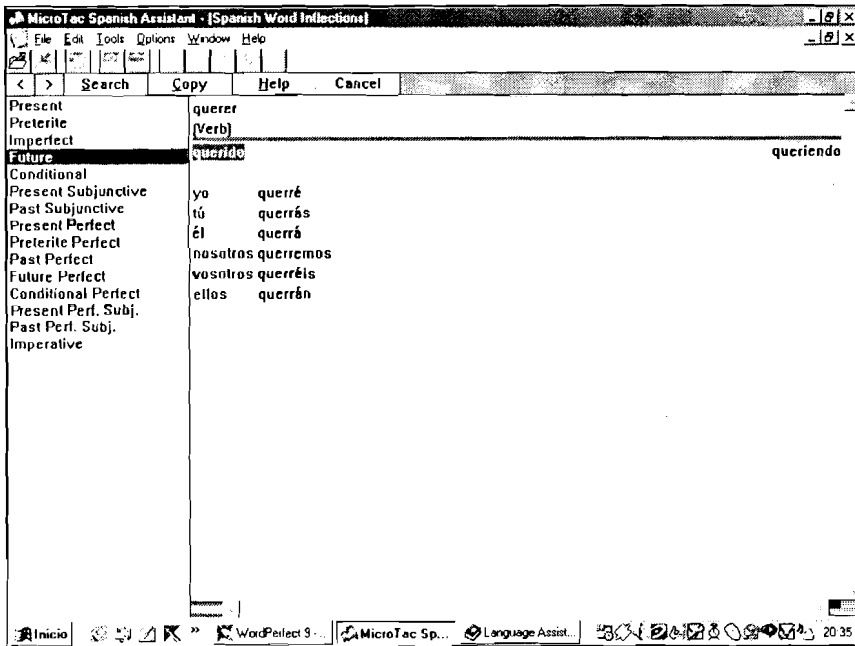 MicroTac Spanish Assistant - [Spanish Word Inflections]
File Edit Tools Options Window Help
< > Search Copy Help Cancel
Present
Preterite
Imperfect
Future
Conditional
Present Subjunctive
Past Subjunctive
Present Perfect
Preterite Perfect
Past Perfect
Future Perfect
Conditional Perfect
Present Perf. Subj.
Past Perf. Subj.
Imperative
querer
[Verb]
querido queriendo
yo querré
tú querrás
él querrá
nosotros querremos
vosotros querréis
ellos querrán
Inicio » WordPerfect 9 - ... MicroTac Sp... Language Assist... 20:35